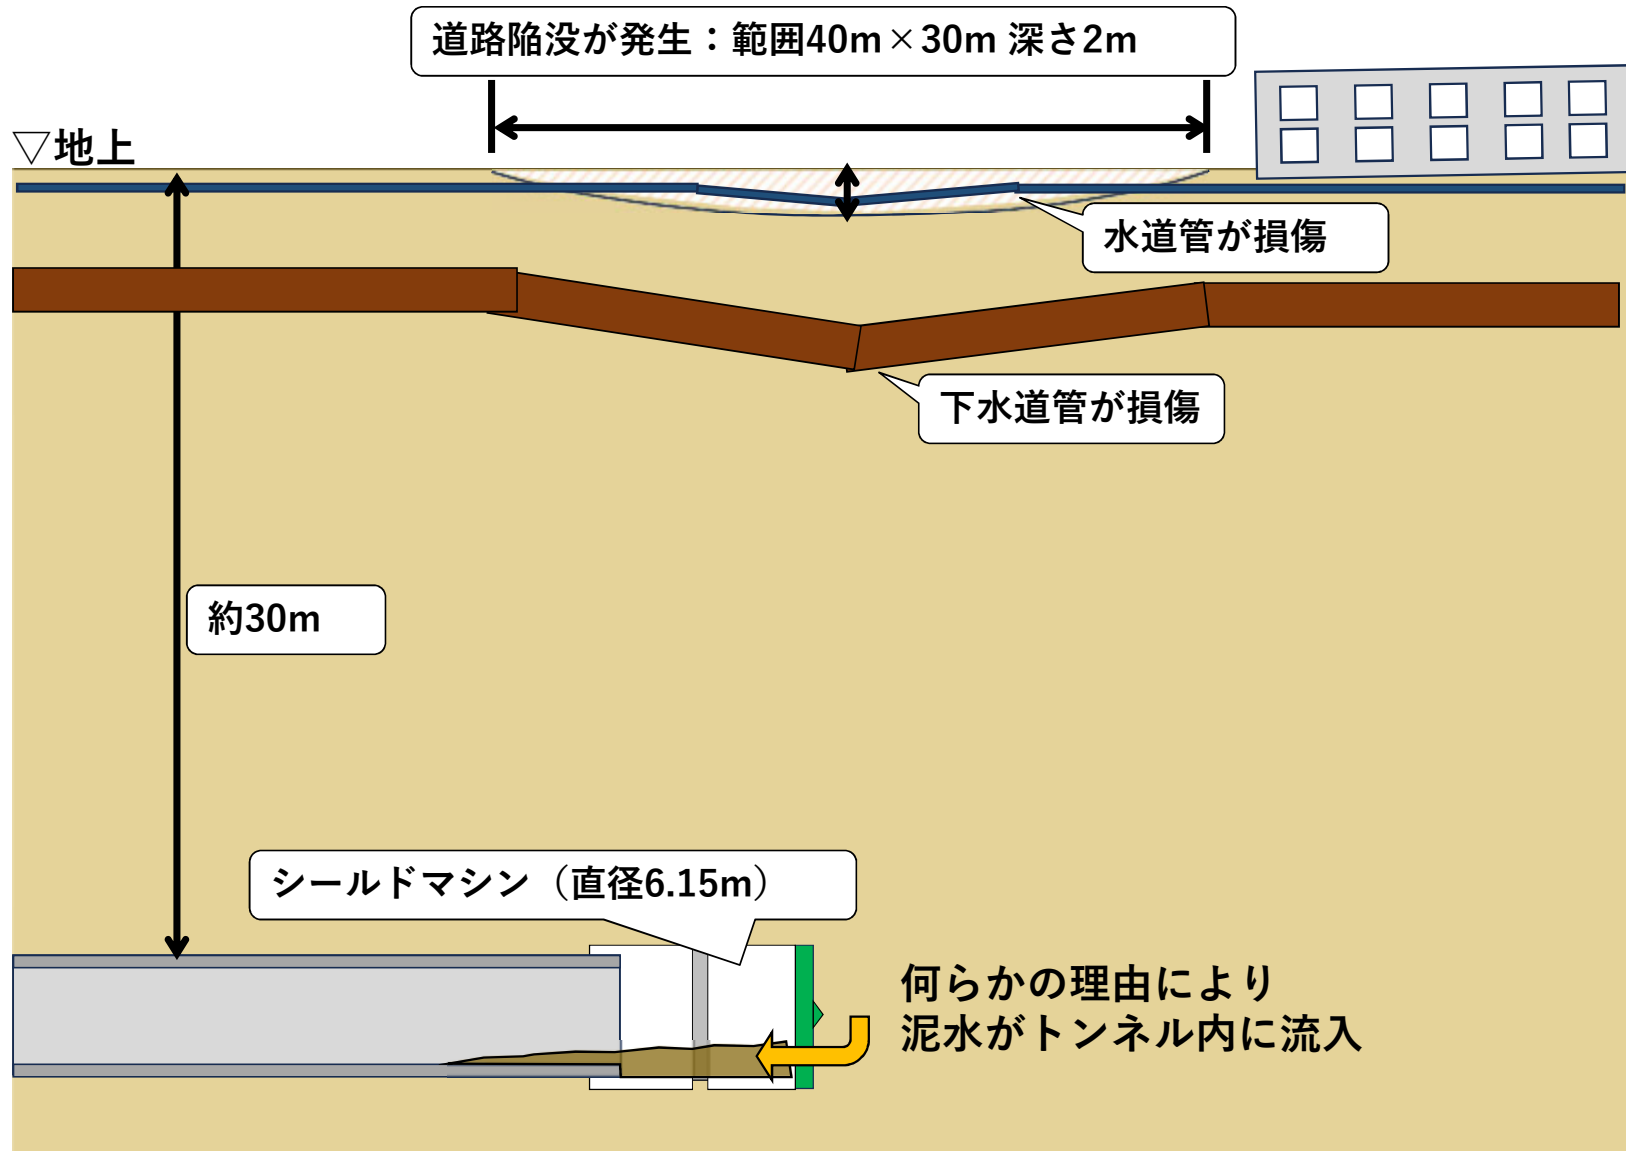 道路陥没が発生：範囲40m×30m 深さ2m
▽地上
水道管が損傷
下水道管が損傷
約30m
シールドマシン（直径6.15m）
何らかの理由により
泥水がトンネル内に流入